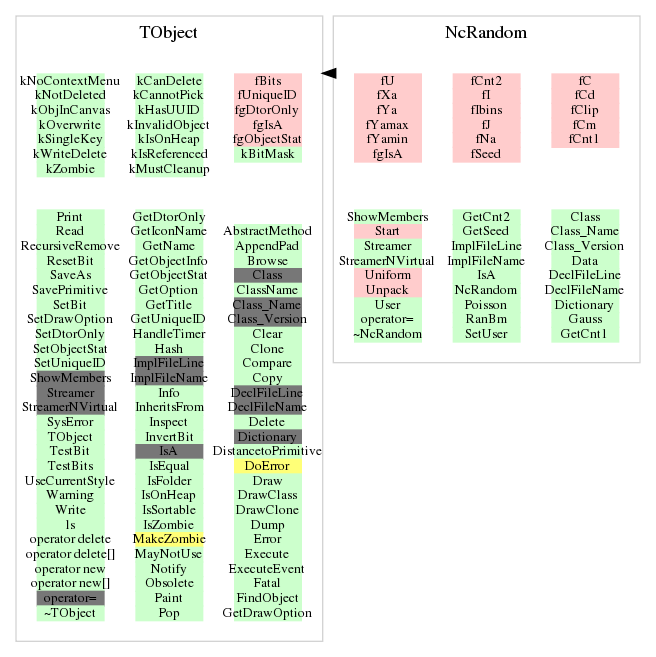 TObject
kNoContextMenu
kNotDeleted
kObjInCanvas
kOverwrite
kSingleKey
kWriteDelete
kZombie
kCanDelete
kCannotPick
kHasUUID
kInvalidObject
kIsOnHeap
kIsReferenced
kMustCleanup
fBits
fUniqueID
fgDtorOnly
fgIsA
fgObjectStat
kBitMask
Print
Read
RecursiveRemove
ResetBit
SaveAs
SavePrimitive
SetBit
SetDrawOption
SetDtorOnly
SetObjectStat
SetUniqueID
ShowMembers
Streamer
StreamerNVirtual
SysError
TObject
TestBit
TestBits
UseCurrentStyle
Warning
Write
ls
operator delete
operator delete[]
operator new
operator new[]
operator=
~TObject
GetDtorOnly
GetIconName
GetName
GetObjectInfo
GetObjectStat
GetOption
GetTitle
GetUniqueID
HandleTimer
Hash
ImplFileLine
ImplFileName
Info
InheritsFrom
Inspect
InvertBit
IsA
IsEqual
IsFolder
IsOnHeap
IsSortable
IsZombie
MakeZombie
MayNotUse
Notify
Obsolete
Paint
Pop
AbstractMethod
AppendPad
Browse
Class
ClassName
Class_Name
Class_Version
Clear
Clone
Compare
Copy
DeclFileLine
DeclFileName
Delete
Dictionary
DistancetoPrimitive
DoError
Draw
DrawClass
DrawClone
Dump
Error
Execute
ExecuteEvent
Fatal
FindObject
GetDrawOption
NcRandom
fU
fXa
fYa
fYamax
fYamin
fgIsA
fCnt2
fI
fIbins
fJ
fNa
fSeed
fC
fCd
fClip
fCm
fCnt1
ShowMembers
Start
Streamer
StreamerNVirtual
Uniform
Unpack
User
operator=
~NcRandom
GetCnt2
GetSeed
ImplFileLine
ImplFileName
IsA
NcRandom
Poisson
RanBm
SetUser
Class
Class_Name
Class_Version
Data
DeclFileLine
DeclFileName
Dictionary
Gauss
GetCnt1